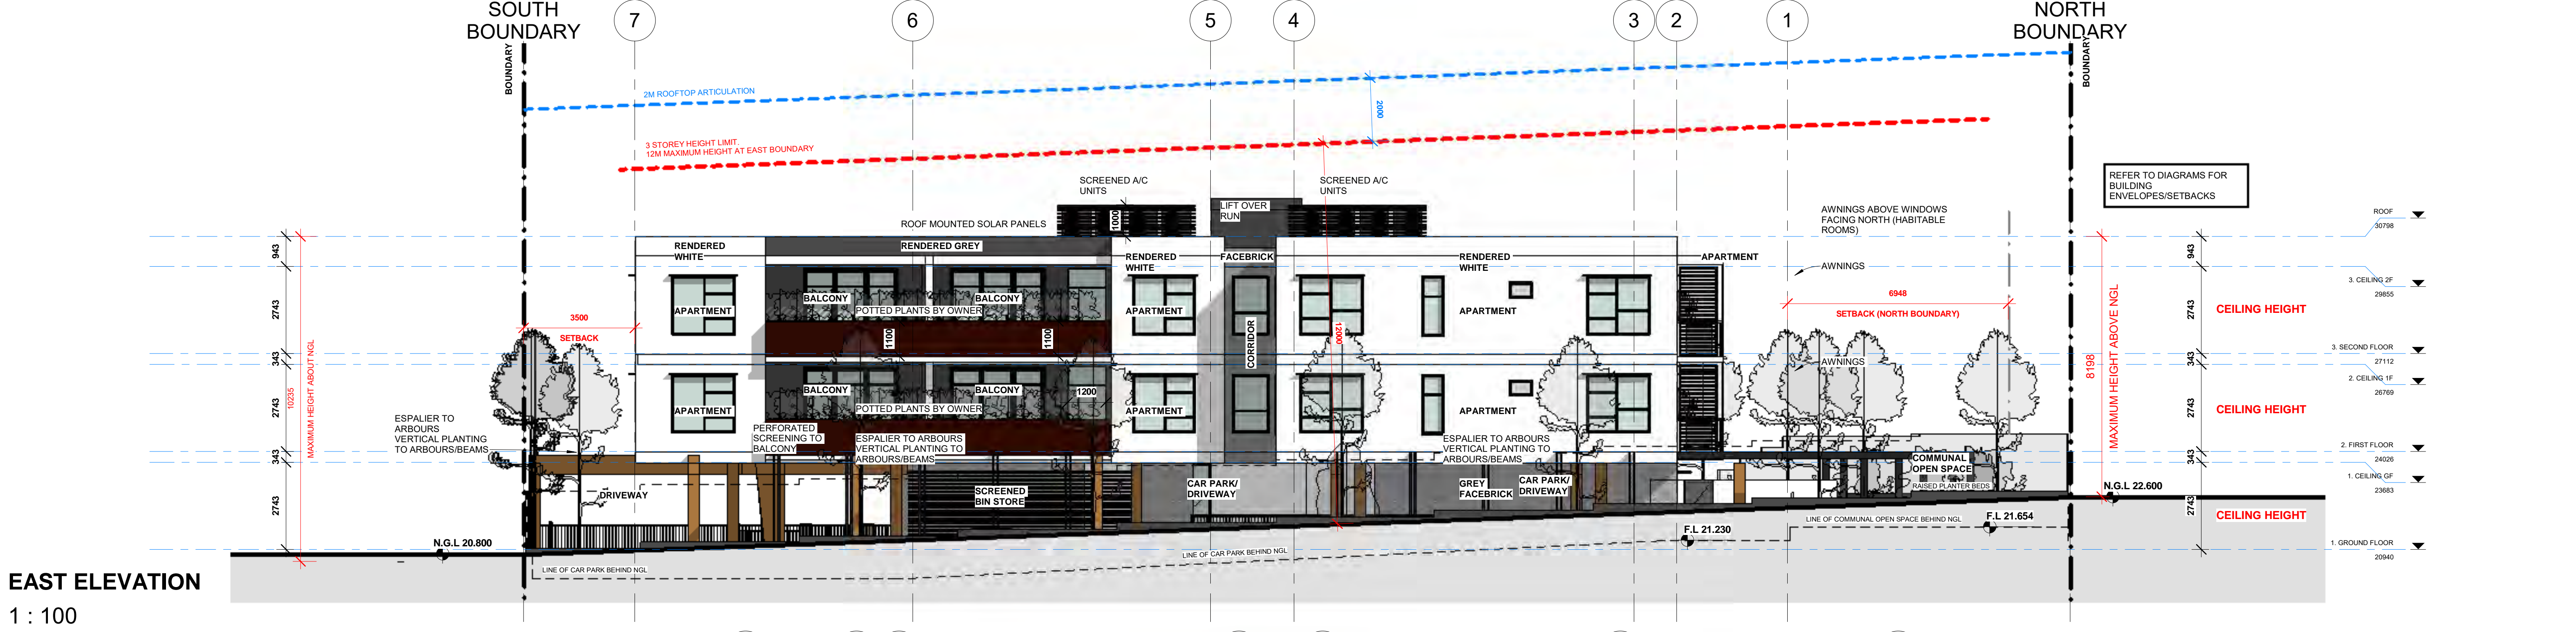 SOUTH
BOUNDARY
7
6
5
4
3
2
1
NORTH
BOUNDARY
BOUNDARY
BOUNDARY
2M ROOFTOP ARTICULATION
2000
3 STOREY HEIGHT LIMIT,
12M MAXIMUM HEIGHT AT EAST BOUNDARY
SCREENED A/C
UNITS
SCREENED A/C
UNITS
LIFT OVER
RUN
1000
ROOF MOUNTED SOLAR PANELS
AWNINGS ABOVE WINDOWS
FACING NORTH (HABITABLE
ROOMS)
REFER TO DIAGRAMS FOR
BUILDING
ENVELOPES/SETBACKS
ROOF
30798
RENDERED
WHITE
RENDERED GREY
RENDERED
WHITE
FACEBRICK
RENDERED
WHITE
APARTMENT
AWNINGS
943
2743
343
2743
343
2743
10235
MAXIMUM HEIGHT ABOUT NGL
3500
SETBACK
APARTMENT
BALCONY
BALCONY
POTTED PLANTS BY OWNER
1100
1100
APARTMENT
CORRIDOR
12000
APARTMENT
6948
SETBACK (NORTH BOUNDARY)
AWNINGS
8198
MAXIMUM HEIGHT ABOVE NGL
943
2743
343
2743
343
2743
CEILING HEIGHT
CEILING HEIGHT
CEILING HEIGHT
3. CEILING 2F
29855
3. SECOND FLOOR
27112
2. CEILING 1F
26769
2. FIRST FLOOR
24026
1. CEILING GF
23683
1. GROUND FLOOR
20940
APARTMENT
BALCONY
BALCONY
1200
POTTED PLANTS BY OWNER
APARTMENT
APARTMENT
ESPALIER TO
ARBOURS
VERTICAL PLANTING
TO ARBOURS/BEAMS
PERFORATED
SCREENING TO
BALCONY
ESPALIER TO ARBOURS
VERTICAL PLANTING TO
ARBOURS/BEAMS
ESPALIER TO ARBOURS
VERTICAL PLANTING TO
ARBOURS/BEAMS
DRIVEWAY
SCREENED
BIN STORE
CAR PARK/
DRIVEWAY
GREY
FACEBRICK
CAR PARK/
DRIVEWAY
COMMUNAL
OPEN SPACE
RAISED PLANTER BEDS
N.G.L 22.600
N.G.L 20.800
F.L 21.230
F.L 21.654
LINE OF COMMUNAL OPEN SPACE BEHIND NGL
LINE OF CAR PARK BEHIND NGL
LINE OF CAR PARK BEHIND NGL
EAST ELEVATION
1 : 100